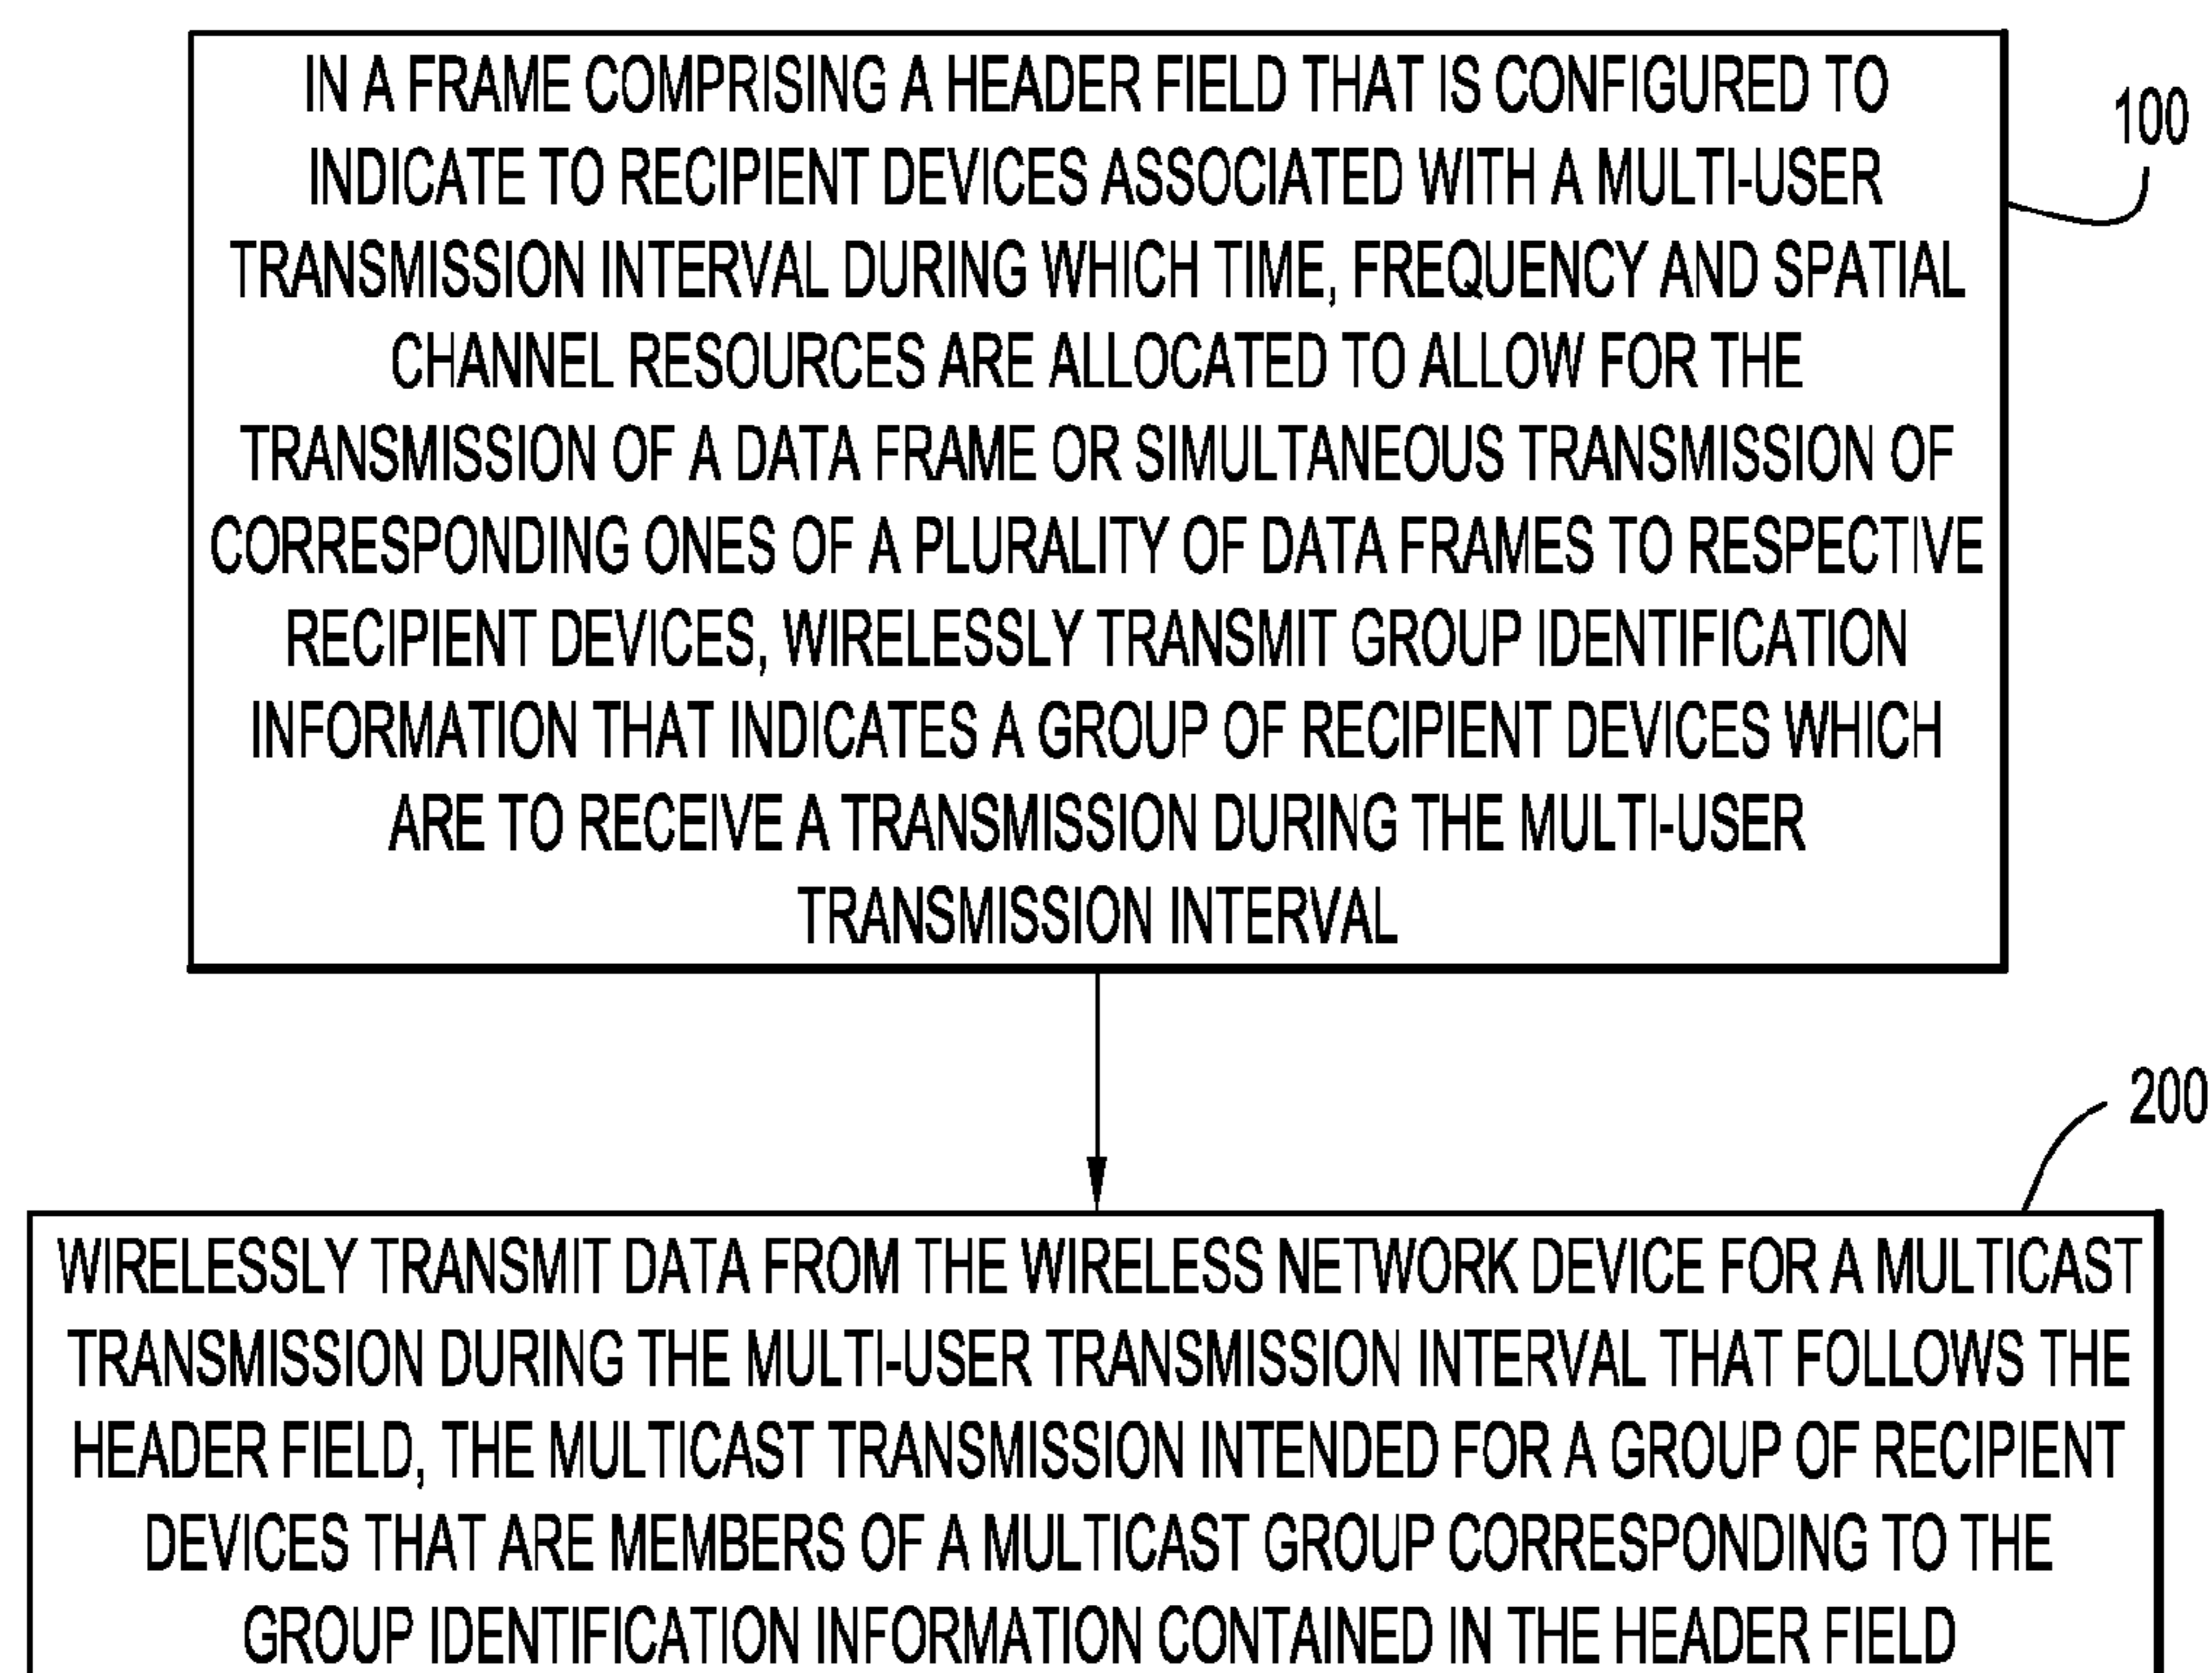 IN A FRAME COMPRISING A HEADER FIELD THAT IS CONFIGURED TO
INDICATE TO RECIPIENT DEVICES ASSOCIATED WITH A MULTI-USER
TRANSMISSION INTERVAL DURING WHICH TIME, FREQUENCY AND SPATIAL
CHANNEL RESOURCES ARE ALLOCATED TO ALLOW FOR THE
TRANSMISSION OF A DATA FRAME OR SIMULTANEOUS TRANSMISSION OF
CORRESPONDING ONES OF A PLURALITY OF DATA FRAMES TO RESPECTIVE
RECIPIENT DEVICES, WIRELESSLY TRANSMIT GROUP IDENTIFICATION
INFORMATION THAT INDICATES A GROUP OF RECIPIENT DEVICES WHICH
ARE TO RECEIVE A TRANSMISSION DURING THE MULTI-USER
TRANSMISSION INTERVAL
100
200
WIRELESSLY TRANSMIT DATA FROM THE WIRELESS NETWORK DEVICE FOR A MULTICAST
TRANSMISSION DURING THE MULTI-USER TRANSMISSION INTERVAL THAT FOLLOWS THE
HEADER FIELD, THE MULTICAST TRANSMISSION INTENDED FOR A GROUP OF RECIPIENT
DEVICES THAT ARE MEMBERS OF A MULTICAST GROUP CORRESPONDING TO THE
GROUP IDENTIFICATION INFORMATION CONTAINED IN THE HEADER FIELD